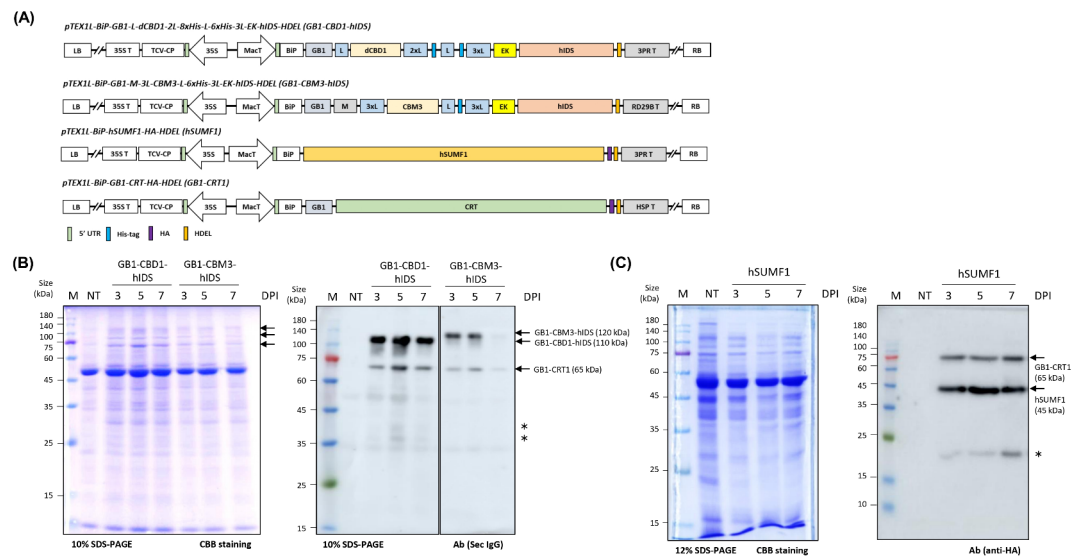 (A)
pTEX1L-BiP-GB1-L-dCBD1-2L-8xHis-L-6xHis-3L-EK-hIDS-HDEL (GB1-CBD1-hIDS)
LB 35S T TCV-CP 35S MacT BiP GB1 L dCBD1 2xL L 3xL EK hIDS 3PR T RB
pTEX1L-BiP-GB1-M-3L-CBM3-L-6xHis-3L-EK-hIDS-HDEL (GB1-CBM3-hIDS)
LB 35S T TCV-CP 35S MacT BiP GB1 M 3xL CBM3 L 3xL EK hIDS RD29B T RB
pTEX1L-BiP-hSUMF1-HA-HDEL (hSUMF1)
LB 35S T TCV-CP 35S MacT BiP hSUMF1 3PR T RB
pTEX1L-BiP-GB1-CRT-HA-HDEL (GB1-CRT1)
LB 35S T TCV-CP 35S MacT BiP GB1 CRT HSP T RB
5' UTR His-tag HA HDEL
(B)
GB1-CBD1-hIDS GB1-CBM3-hIDS
Size (kDa) M NT 3 5 7 3 5 7 DPI
180
140
100
75
60
45
35
25
15
10% SDS-PAGE CBB staining
GB1-CBD1-hIDS GB1-CBM3-hIDS
Size (kDa) M NT 3 5 7 3 5 7 DPI
180
140
100
75
60
45
35
25
15
GB1-CBM3-hIDS (120 kDa)
GB1-CBD1-hIDS (110 kDa)
GB1-CRT1 (65 kDa)
*
*
10% SDS-PAGE Ab (Sec IgG)
(C)
hSUMF1
Size (kDa) M NT 3 5 7 DPI
180
140
100
75
60
45
35
25
15
12% SDS-PAGE CBB staining
hSUMF1
Size (kDa) M NT 3 5 7 DPI
180
140
100
75
60
45
35
25
15
10
GB1-CRT1 (65 kDa)
hSUMF1 (45 kDa)
*
Ab (anti-HA)